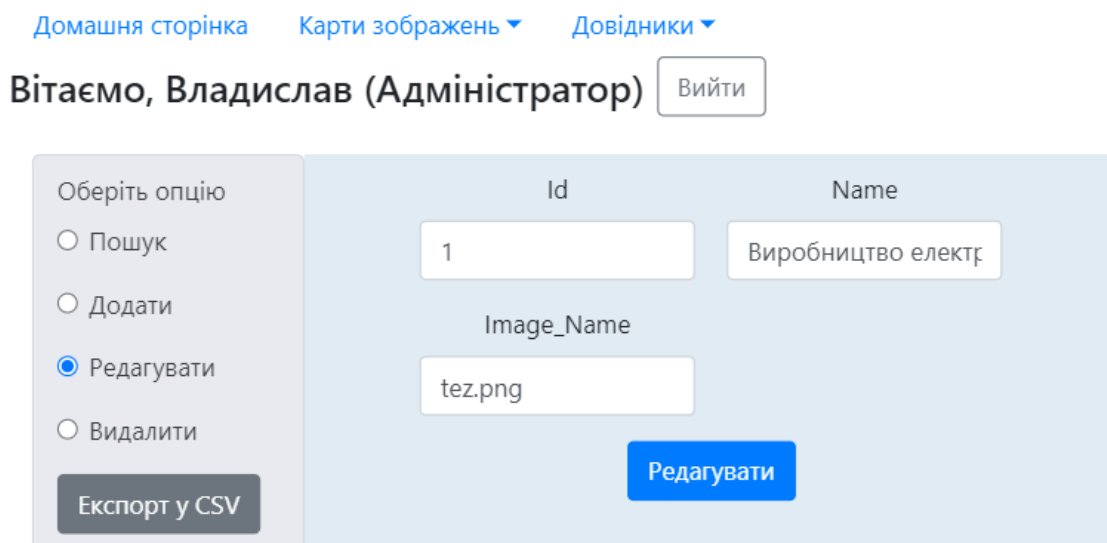 Домашня сторінка Карти зображень Довідники
Вітаємо, Владислав (Адміністратор) Вийти
Оберіть опцію
Пошук
Додати
Редагувати
Видалити
Експорт у CSV
Id Name
1 Виробництво електр
Image_Name
tez.png
Редагувати